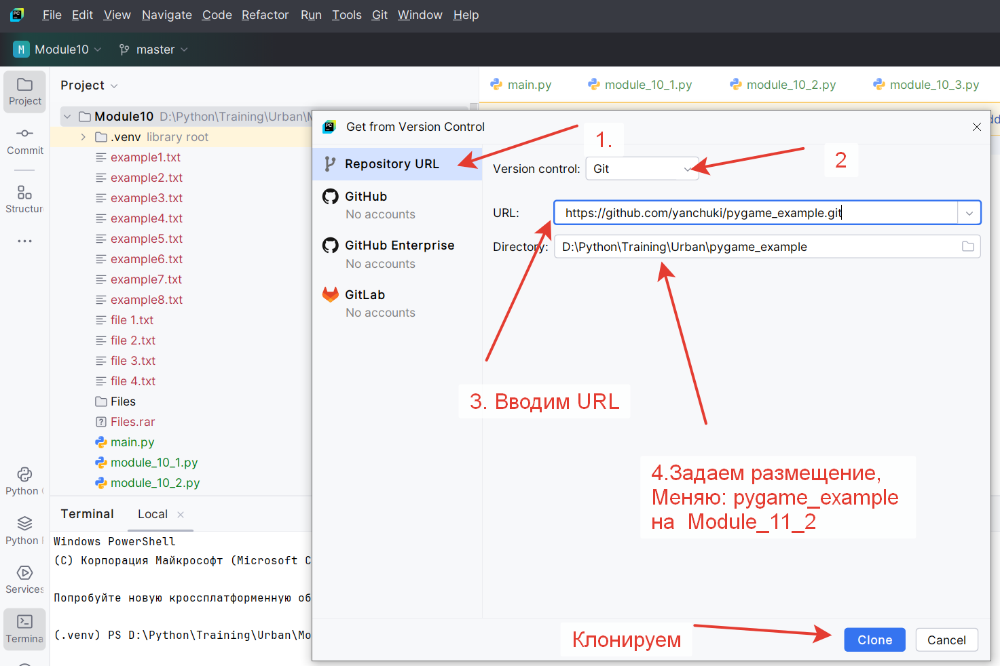 File Edit View Navigate Code Refactor Run Tools Git Window Help
M Module10 master
Project
Commit
Structur
Python
Python
Services
Termina
Project
Module10 D:\Python\Training\Urban\
.venv library root
example1.txt
example2.txt
example3.txt
example4.txt
example5.txt
example6.txt
example7.txt
example8.txt
file 1.txt
file 2.txt
file 3.txt
file 4.txt
Files
Files.rar
main.py
module_10_1.py
module_10_2.py
main.py module_10_1.py module_10_2.py module_10_3.py
Get from Version Control
Repository URL
GitHub
No accounts
GitHub Enterprise
No accounts
GitLab
No accounts
1.
Version control: Git
2
URL: https://github.com/yanchuki/pygame_example.git
Directory: D:\Python\Training\Urban\pygame_example
3. Вводим URL
4.Задаем размещение,
Меняю: pygame_example
на Module_11_2
Клонируем
Clone Cancel
Terminal Local
Windows PowerShell
(C) Корпорация Майкрософт (Microsoft C
Попробуйте новую кроссплатформенную об
(.venv) PS D:\Python\Training\Urban\Mo